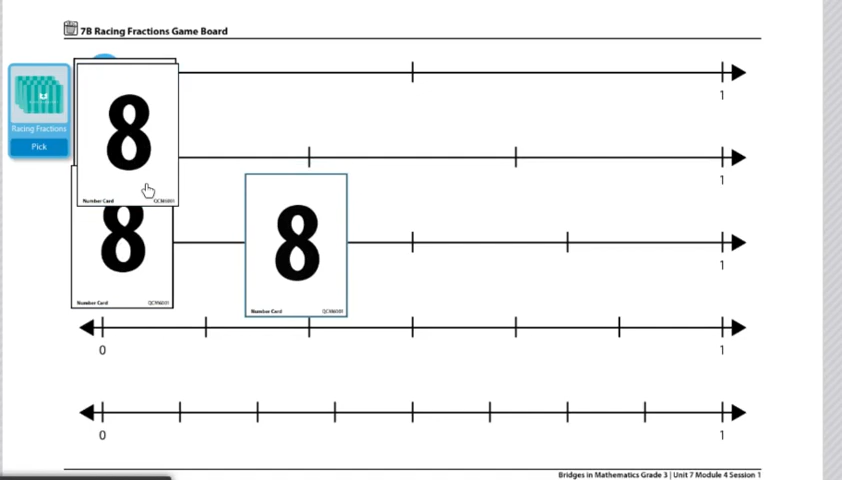 7B Racing Fractions Game Board
Racing Fractions
Pick
8
Number Card
8
Number Card
8
Number Card
1
1
1
0 1
0 1
Bridges in Mathematics Grade 3 | Unit 7 Module 4 Session 1